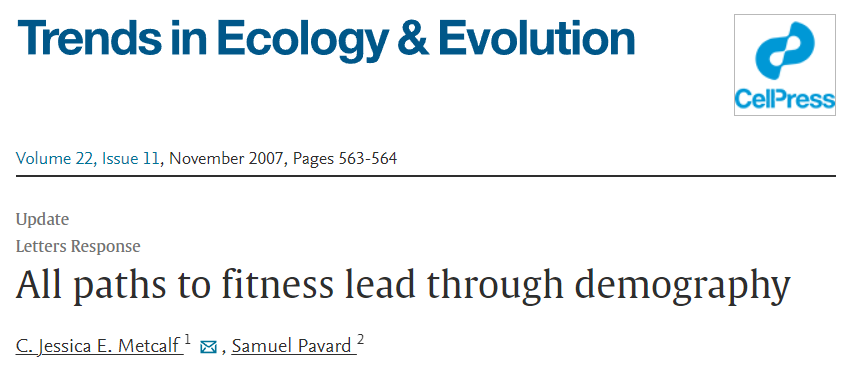 Trends in Ecology & Evolution
CellPress
Volume 22, Issue 11, November 2007, Pages 563-564
Update
Letters Response
All paths to fitness lead through demography
C. Jessica E. Metcalf 1 , Samuel Pavard 2